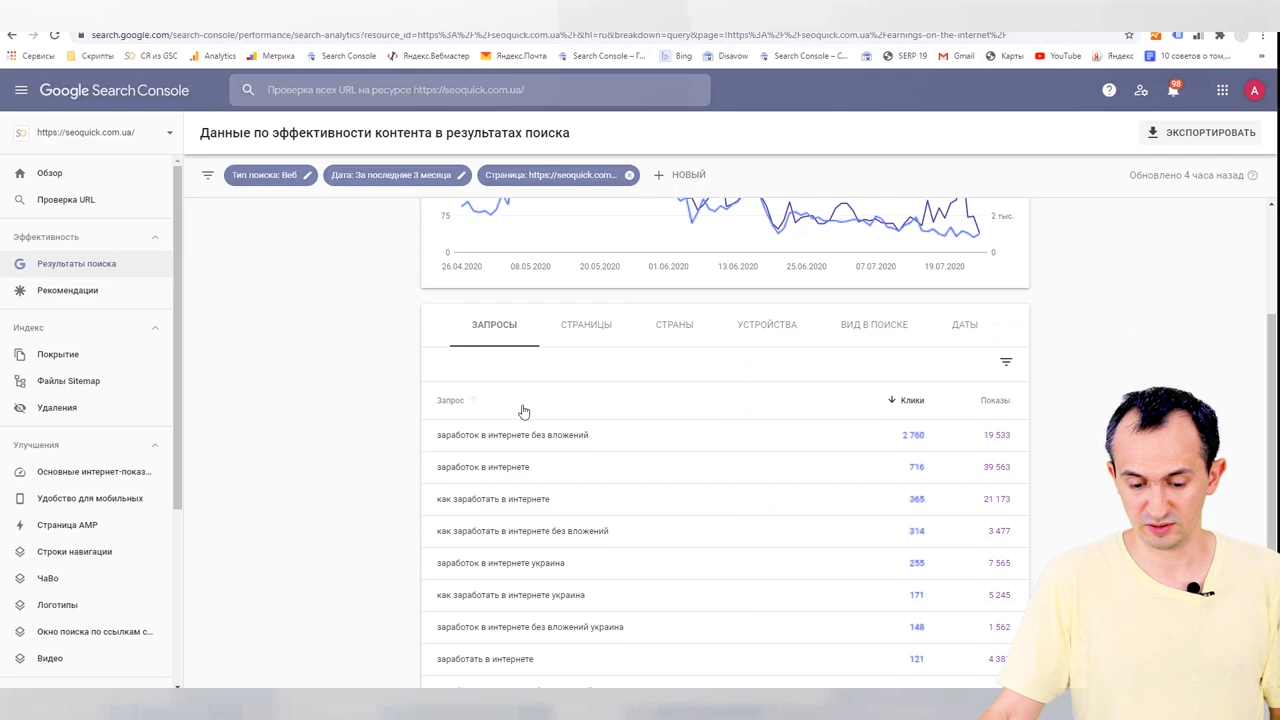 search.google.com/search-console/performance/search-analytics?resource_id=https%3A%2F%2Fseoquick.com.ua%2F&hl=ru&breakdown=query&page=!https%3A%2F%2Fseoquick.com.ua%2Fearnings-on-the-internet%2F
Сервисы Скрипты СЯ из GSC Analytics Метрика Search Console Яндекс.Вебмастер Яндекс.Почта Search Console – Г... Bing Disavow Search Console – С... SERP 19 Gmail Карты YouTube Яндекс 10 советов о том,... »
Google Search Console
Проверка всех URL на ресурсе https://seoquick.com.ua/
98
A
https://seoquick.com.ua/
Данные по эффективности контента в результатах поиска
ЭКСПОРТИРОВАТЬ
Тип поиска: Веб
Дата: За последние 3 месяца
Страница: https://seoquick.com...
НОВЫЙ
Обновлено 4 часа назад
Обзор
Проверка URL
Эффективность
Результаты поиска
Рекомендации
Индекс
Покрытие
Файлы Sitemap
Удаления
Улучшения
Основные интернет-показ...
Удобство для мобильных
Страница AMP
Строки навигации
ЧаВо
Логотипы
Окно поиска по ссылкам с...
Видео
75 2 тыс.
0 0
26.04.2020 08.05.2020 20.05.2020 01.06.2020 13.06.2020 25.06.2020 07.07.2020 19.07.2020
ЗАПРОСЫ СТРАНИЦЫ СТРАНЫ УСТРОЙСТВА ВИД В ПОИСКЕ ДАТЫ
Запрос Клики Показы
заработок в интернете без вложений 2 760 19 533
заработок в интернете 716 39 563
как заработать в интернете 365 21 173
как заработать в интернете без вложений 314 3 477
заработок в интернете украина 255 7 565
как заработать в интернете украина 171 5 245
заработок в интернете без вложений украина 148 1 562
заработать в интернете 121 4 38